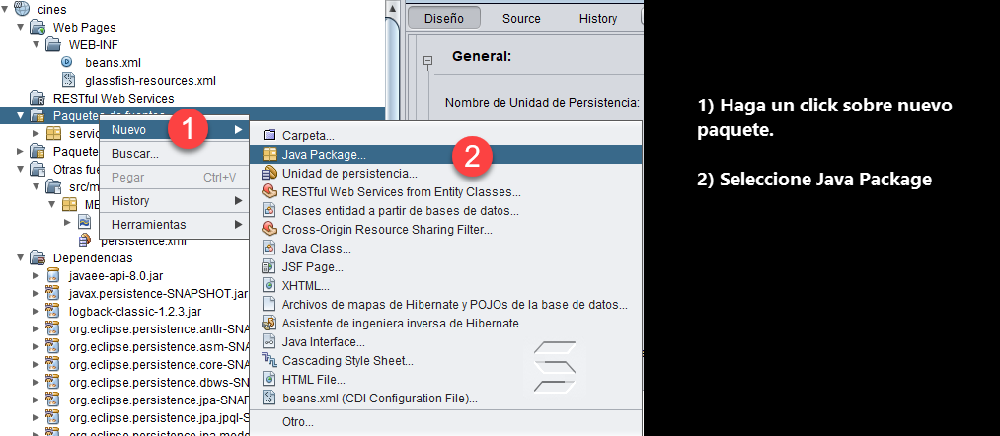 cines
Web Pages
WEB-INF
beans.xml
glassfish-resources.xml
RESTful Web Services
Paquetes de fuentes
servic
Paquete
Otras fue
src/m
ME
persistence.xml
Dependencias
javaee-api-8.0.jar
javax.persistence-SNAPSHOT.jar
logback-classic-1.2.3.jar
org.eclipse.persistence.antlr-SNA
org.eclipse.persistence.asm-SNAF
org.eclipse.persistence.core-SNA
org.eclipse.persistence.dbws-SNA
org.eclipse.persistence.jpa-SNAP
org.eclipse.persistence.jpa.jpql-S
org.eclipse.persistence.jpa.mode
Nuevo
1
Buscar...
Pegar Ctrl+V
History
Herramientas
Carpeta...
Java Package...
2
Unidad de persistencia...
RESTful Web Services from Entity Classes...
Clases entidad a partir de bases de datos...
Cross-Origin Resource Sharing Filter...
Java Class...
JSF Page...
XHTML...
Archivos de mapas de Hibernate y POJOs de la base de datos...
Asistente de ingeniera inversa de Hibernate...
Java Interface...
Cascading Style Sheet...
HTML File...
beans.xml (CDI Configuration File)...
Otro...
Diseño Source History
General:
Nombre de Unidad de Persistencia:
1) Haga un click sobre nuevo
paquete.
2) Seleccione Java Package